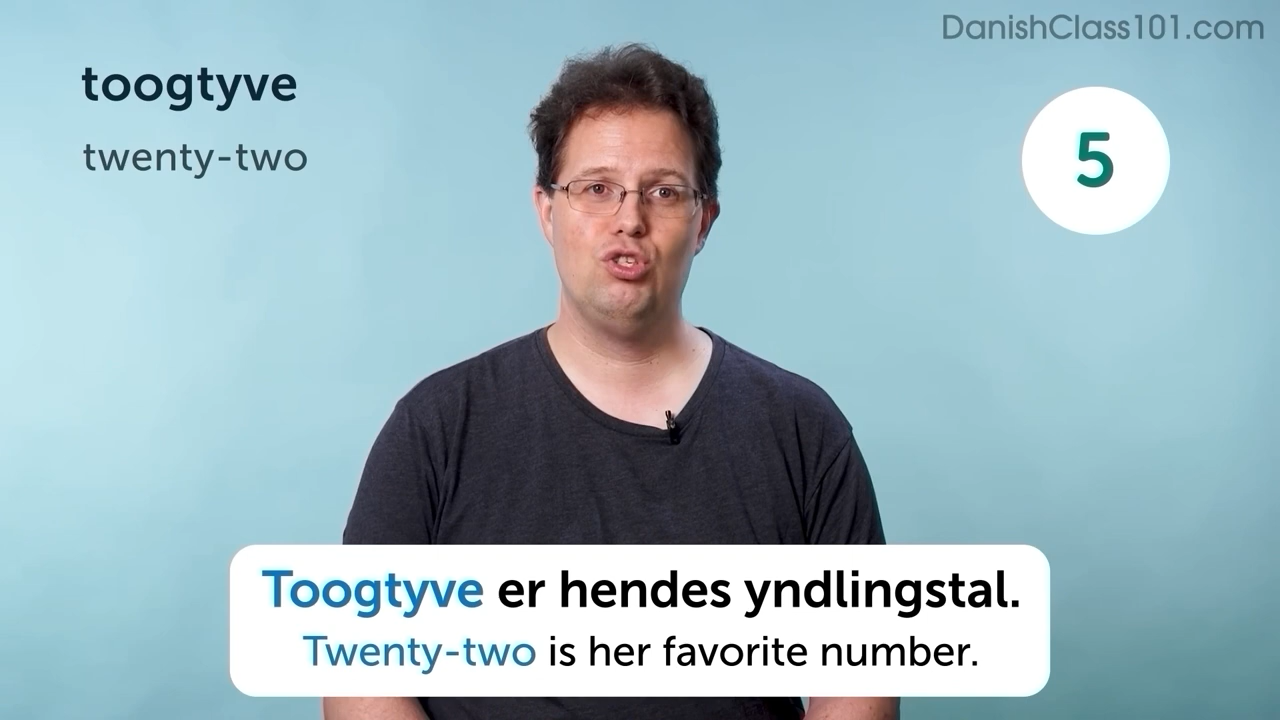 DanishClass101.com
toogtyve
twenty-two
5
Toogtyve er hendes yndlingstal.
Twenty-two is her favorite number.